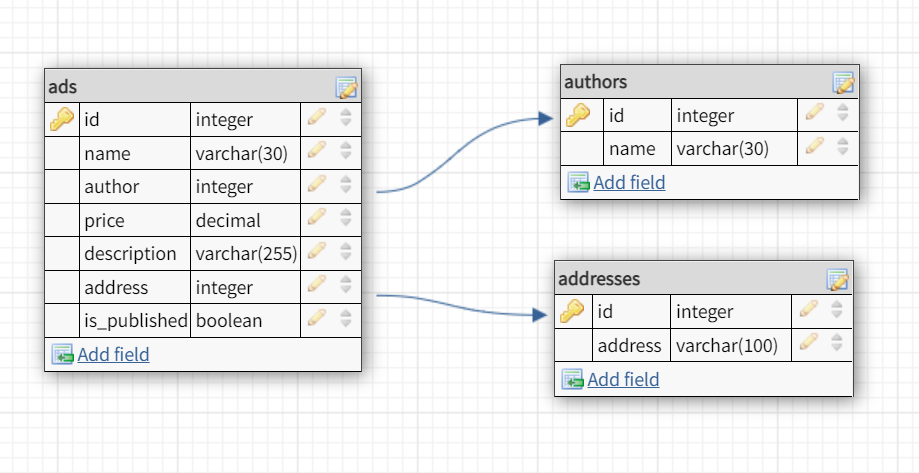 ads
id integer
name varchar(30)
author integer
price decimal
description varchar(255)
address integer
is_published boolean
Add field
authors
id integer
name varchar(30)
Add field
addresses
id integer
address varchar(100)
Add field